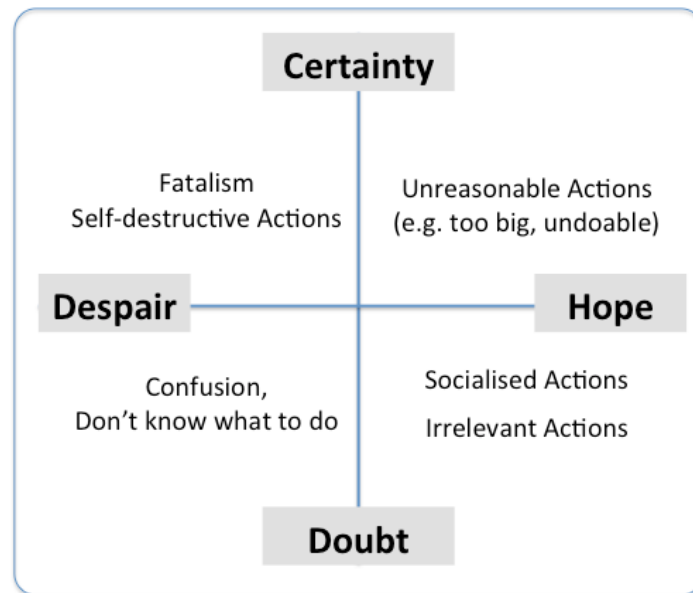 Certainty
Fatalism
Self-destructive Actions
Unreasonable Actions
(e.g. too big, undoable)
Despair
Hope
Confusion,
Don’t know what to do
Socialised Actions
Irrelevant Actions
Doubt